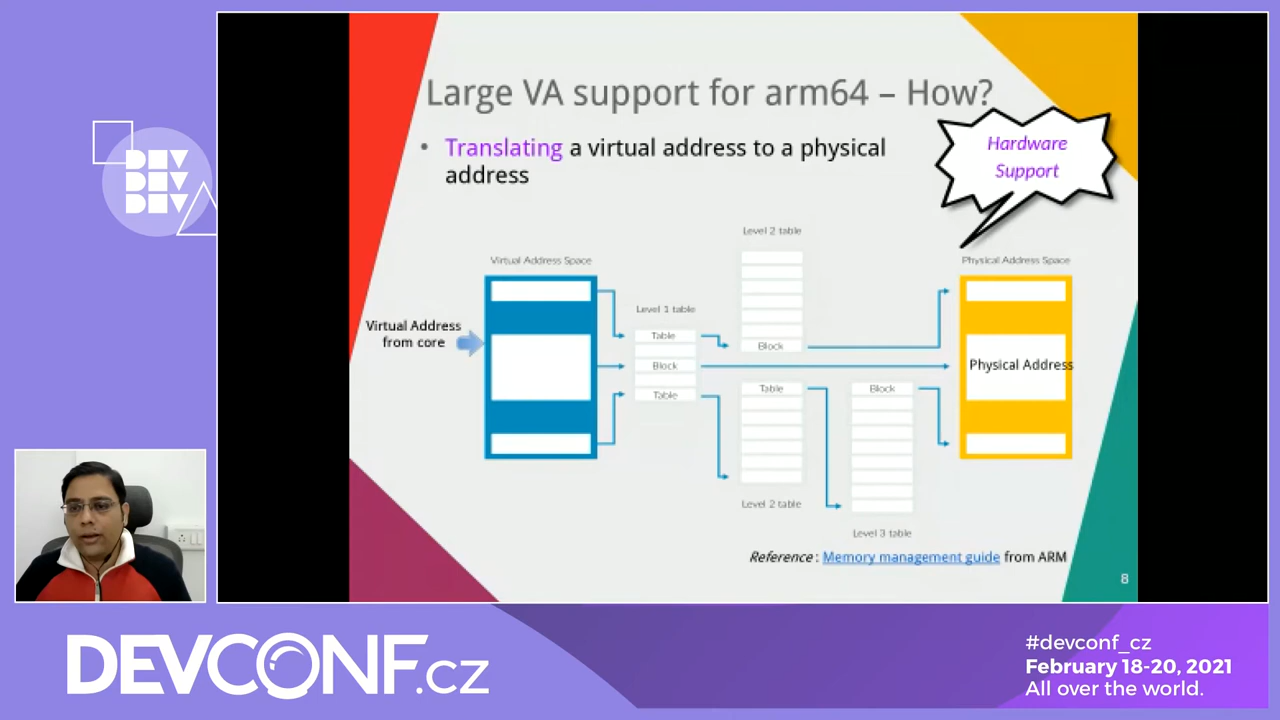 DEV
DEV
DEV
Large VA support for arm64 – How?
• Translating a virtual address to a physical
address
Hardware
Support
Level 2 table
Virtual Address Space
Physical Address Space
Level 1 table
Virtual Address
from core
Table
Block
Block
Physical Address
Table
Table
Block
Level 2 table
Level 3 table
Reference : Memory management guide from ARM
8
DEVCONF.cz
#devconf_cz
February 18-20, 2021
All over the world.